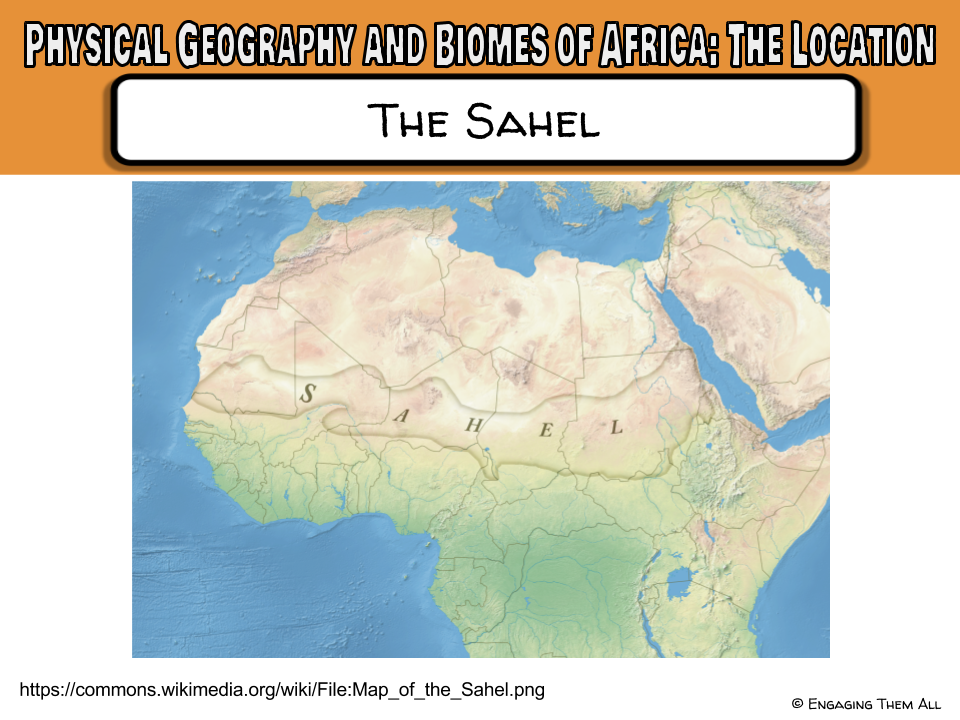 Physical Geography and Biomes of Africa: The Location
The Sahel
SAHEL
https://commons.wikimedia.org/wiki/File:Map_of_the_Sahel.png
© Engaging Them All